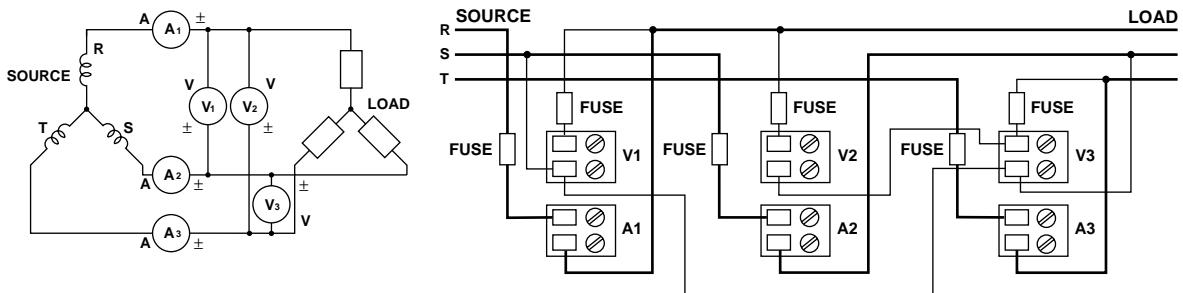 A A1 ±
R
SOURCE
V V
V1 V2
± ±
LOAD
T S
A A2 ± ±
V3
V
A A3 ±
SOURCE LOAD
R
S
T
FUSE FUSE FUSE
FUSE V1 FUSE V2 FUSE V3
A1 A2 A3